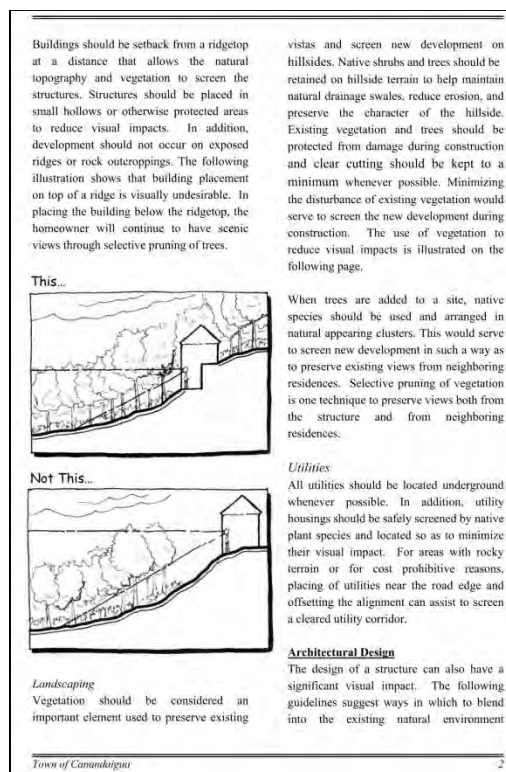 Buildings should be setback from a ridgetop
at a distance that allows the natural
topography and vegetation to screen the
structures. Structures should be placed in
small hollows or otherwise protected areas
to reduce visual impacts. In addition,
development should not occur on exposed
ridges or rock outcroppings. The following
illustration shows that building placement
on top of a ridge is visually undesirable. In
placing the building below the ridgetop, the
homeowner will continue to have scenic
views through selective pruning of trees.
This...
Not This...
Landscaping
Vegetation should be considered an
important element used to preserve existing
vistas and screen new development on
hillsides. Native shrubs and trees should be
retained on hillside terrain to help maintain
natural drainage swales, reduce erosion, and
preserve the character of the hillside.
Existing vegetation and trees should be
protected from damage during construction
and clear cutting should be kept to a
minimum whenever possible. Minimizing
the disturbance of existing vegetation would
serve to screen the new development during
construction. The use of vegetation to
reduce visual impacts is illustrated on the
following page.
When trees are added to a site, native
species should be used and arranged in
natural appearing clusters. This would serve
to screen new development in such a way as
to preserve existing views from neighboring
residences. Selective pruning of vegetation
is one technique to preserve views both from
the structure and from neighboring
residences.
Utilities
All utilities should be located underground
whenever possible. In addition, utility
housings should be safely screened by native
plant species and located so as to minimize
their visual impact. For areas with rocky
terrain or for cost prohibitive reasons,
placing of utilities near the road edge and
offsetting the alignment can assist to screen
a cleared utility corridor.
Architectural Design
The design of a structure can also have a
significant visual impact. The following
guidelines suggest ways in which to blend
into the existing natural environment
Town of Canandaigua 2